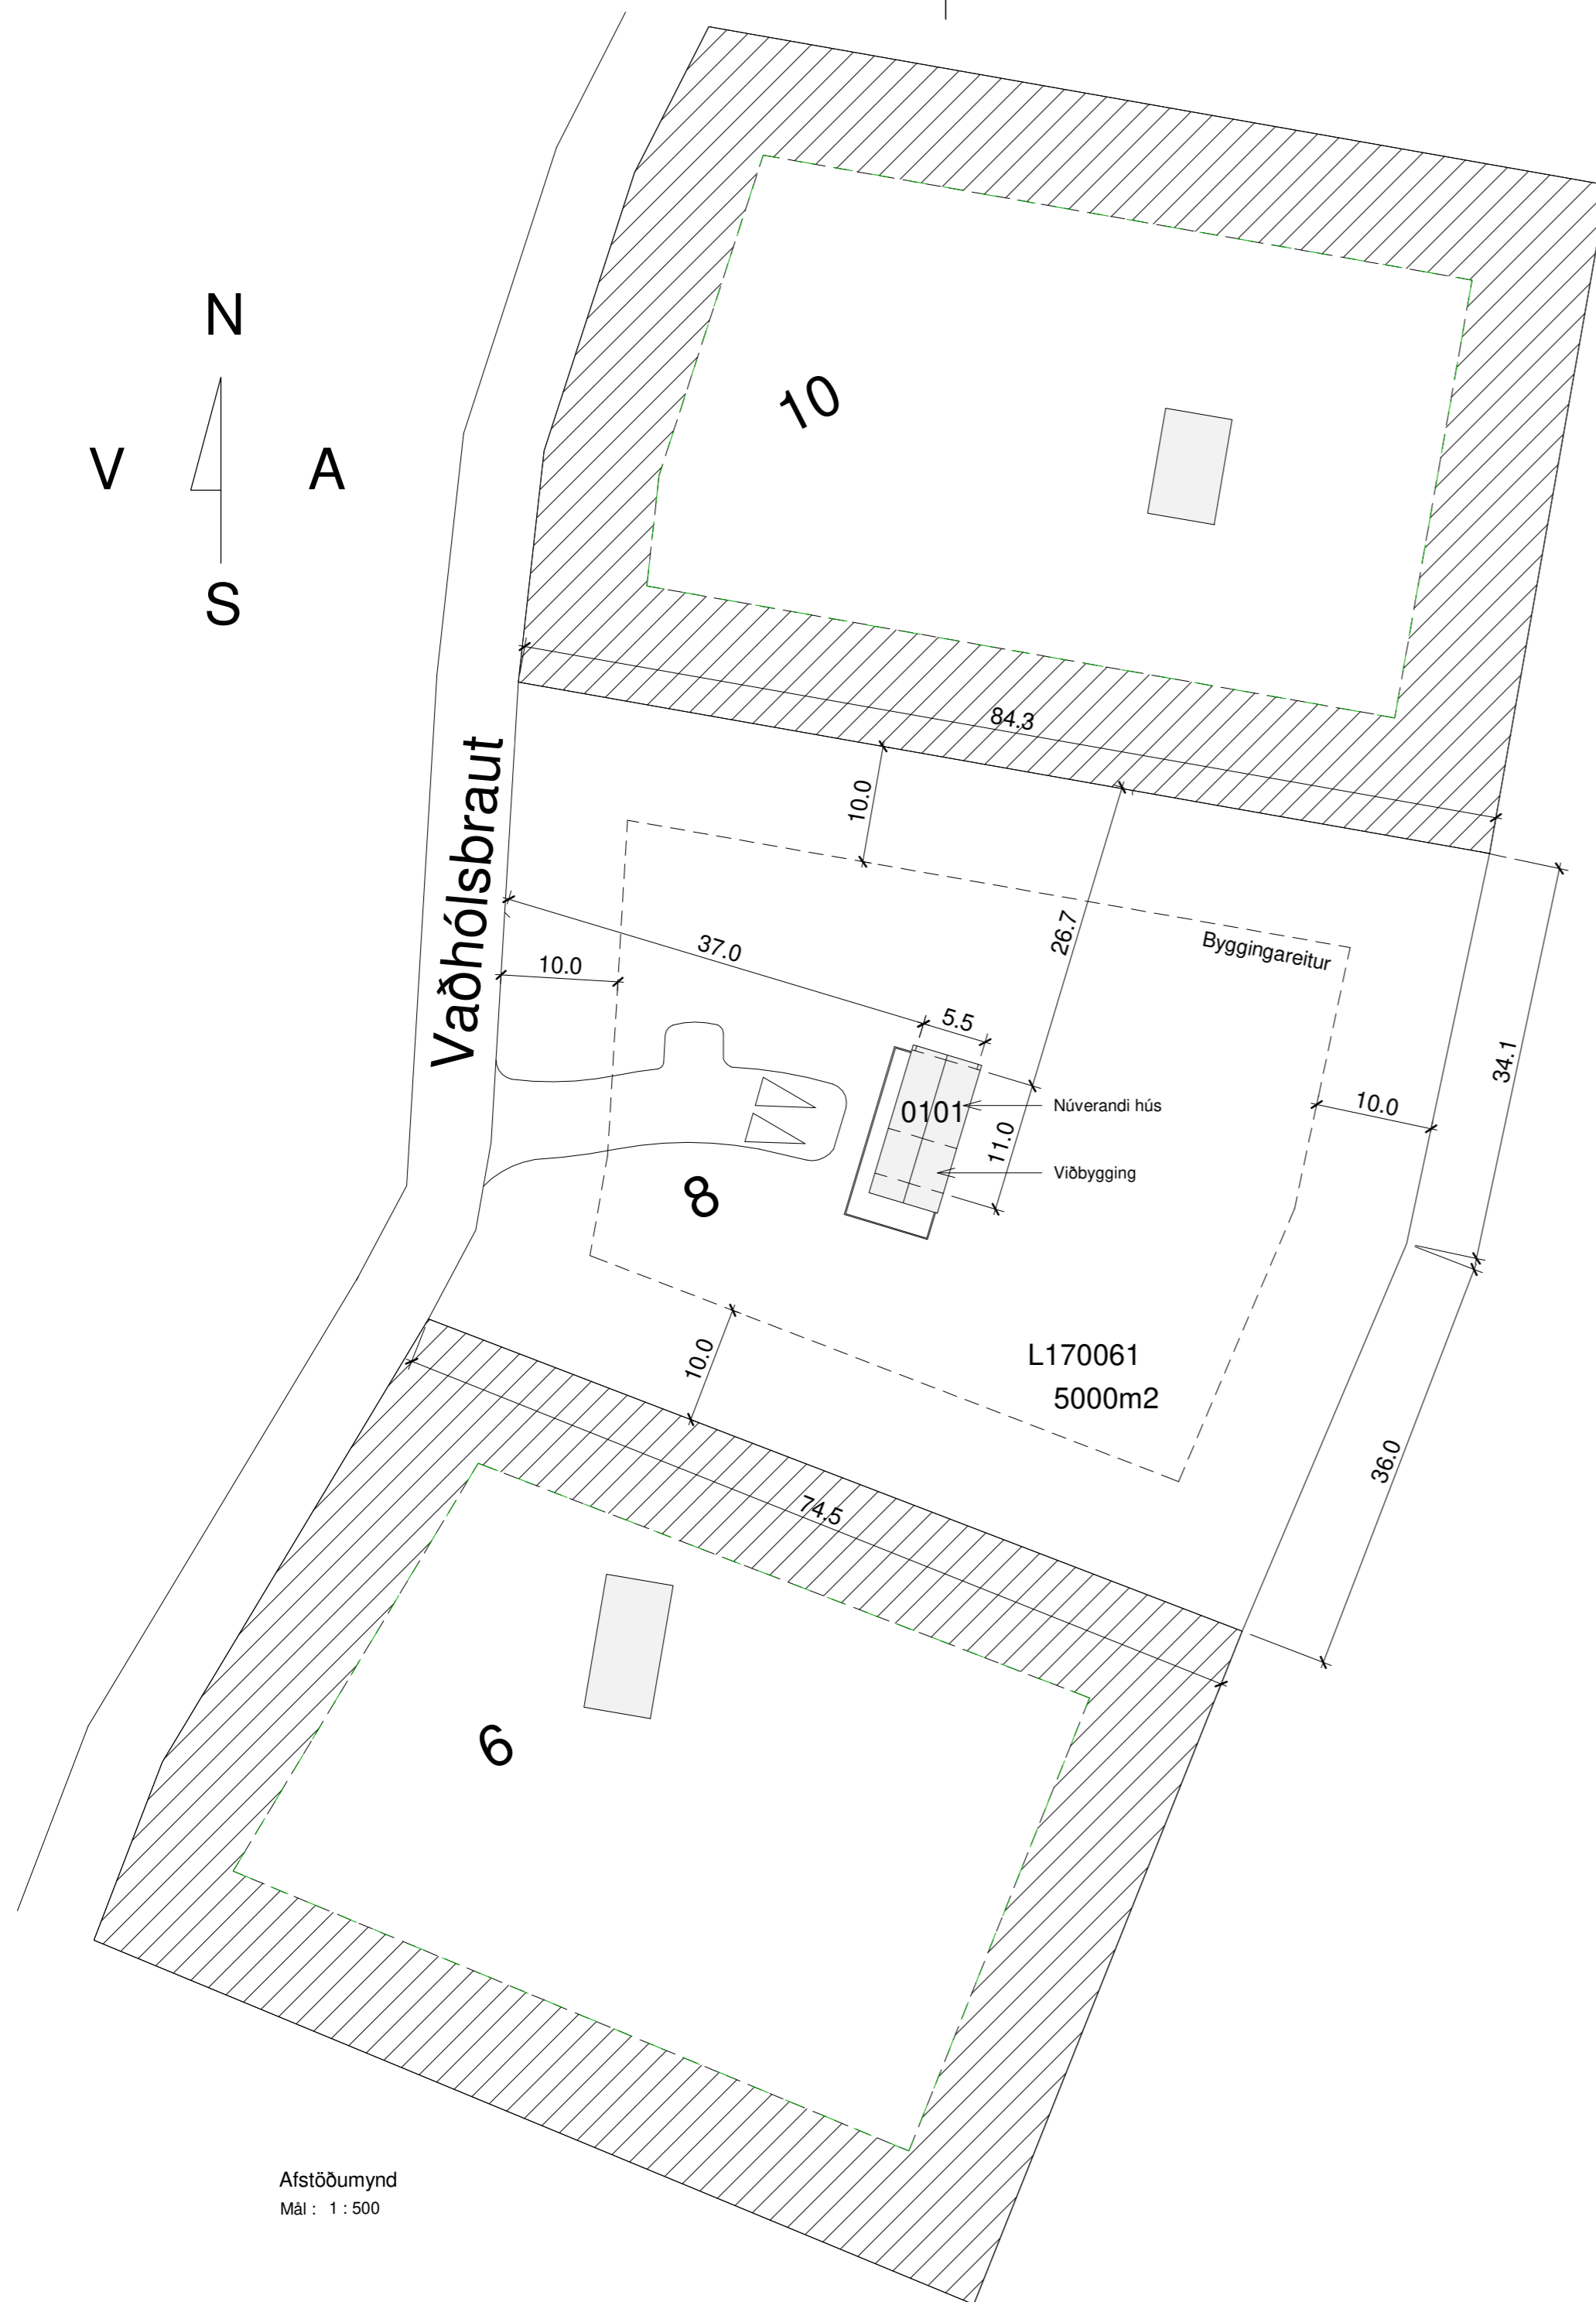 N
V
A
S
10
84.3
10.0
Vaðhólsbraut
26.7
37.0
Byggingareitur
10.0
5.5
34.1
0101
Núverandi hús
10.0
11.0
Viðbygging
8
10.0
L170061
5000m2
36.0
74.5
6
Afstöðumynd
Mál : 1 : 500